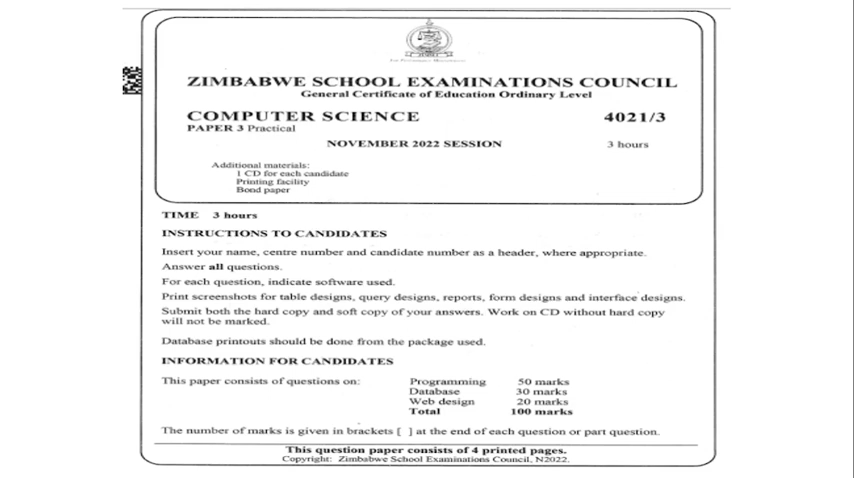 ZIMBABWE SCHOOL EXAMINATIONS COUNCIL
General Certificate of Education Ordinary Level
COMPUTER SCIENCE 4021/3
PAPER 3 Practical
NOVEMBER 2022 SESSION 3 hours
Additional materials:
1 CD for each candidate
Printing facility
Bond paper
TIME 3 hours
INSTRUCTIONS TO CANDIDATES
Insert your name, centre number and candidate number as a header, where appropriate.
Answer all questions.
For each question, indicate software used.
Print screenshots for table designs, query designs, reports, form designs and interface designs.
Submit both the hard copy and soft copy of your answers. Work on CD without hard copy
will not be marked.
Database printouts should be done from the package used.
INFORMATION FOR CANDIDATES
This paper consists of questions on: Programming 50 marks
Database 30 marks
Web design 20 marks
Total 100 marks
The number of marks is given in brackets [ ] at the end of each question or part question.
This question paper consists of 4 printed pages.
Copyright: Zimbabwe School Examinations Council, N2022.